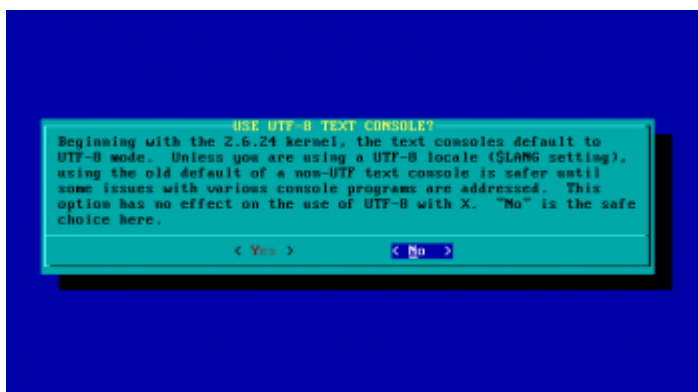 USE UTF-8 TEXT CONSOLE?
Beginning with the 2.6.24 kernel, the text consoles default to
UTF-8 mode.  Unless you are using a UTF-8 locale ($LANG setting),
using the old default of a non-UTF text console is safer until
some issues with various console programs are addressed.  This
option has no effect on the use of UTF-8 with X.  "No" is the safe
choice here.
< Yes > < No >